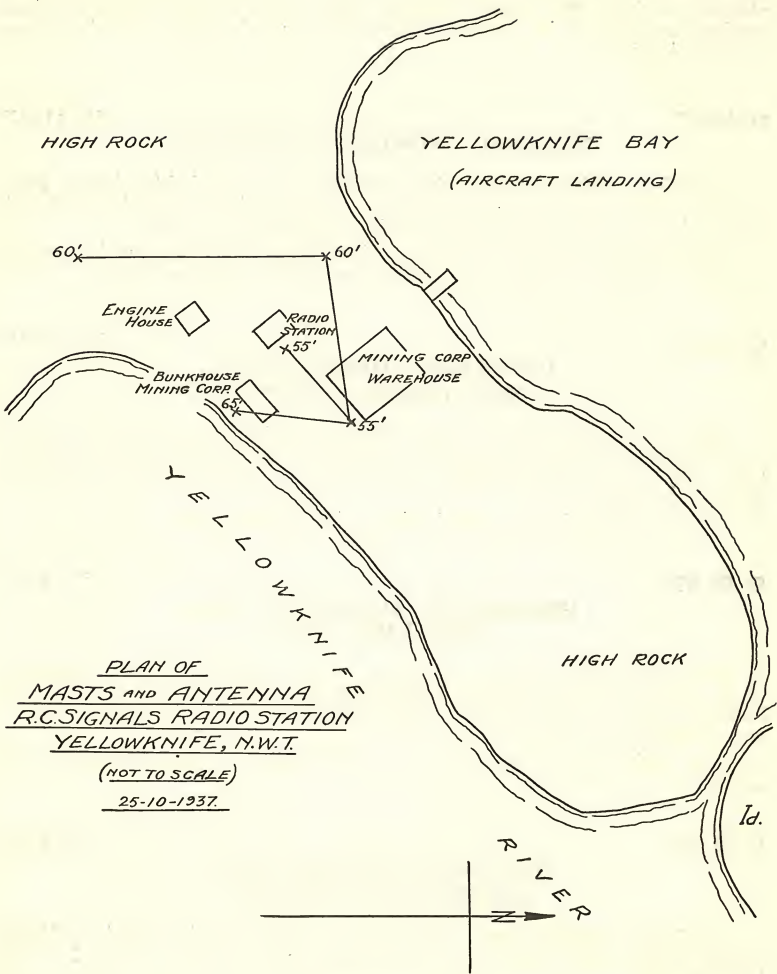 HIGH ROCK
YELLOWKNIFE BAY
(AIRCRAFT LANDING)
60'
60'
ENGINE
HOUSE
RADIO
STATION
55'
MINING CORP
WAREHOUSE
BUNKHOUSE
MINING CORP.
65'
55'
YELLOWKNIFE
RIVER
HIGH ROCK
PLAN OF
MASTS AND ANTENNA
R.C.SIGNALS RADIO STATION
YELLOWKNIFE, N.W.T.
(NOT TO SCALE)
25-10-1937.
Id.
N